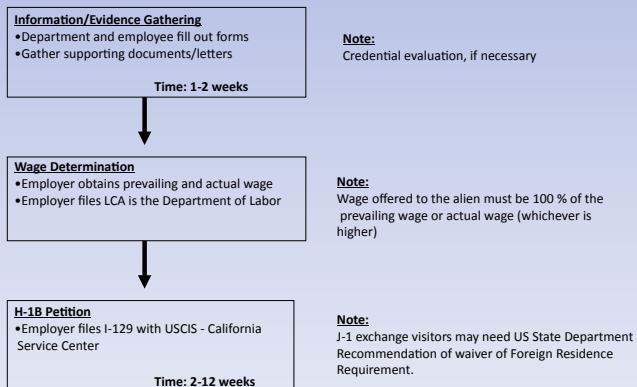 Information/Evidence Gathering
•Department and employee fill out forms
•Gather supporting documents/letters
Time: 1-2 weeks
Note:
Credential evaluation, if necessary
Wage Determination
•Employer obtains prevailing and actual wage
•Employer files LCA is the Department of Labor
Note:
Wage offered to the alien must be 100 % of the
prevailing wage or actual wage (whichever is
higher)
H-1B Petition
•Employer files I-129 with USCIS - California
Service Center
Time: 2-12 weeks
Note:
J-1 exchange visitors may need US State Department
Recommendation of waiver of Foreign Residence
Requirement.